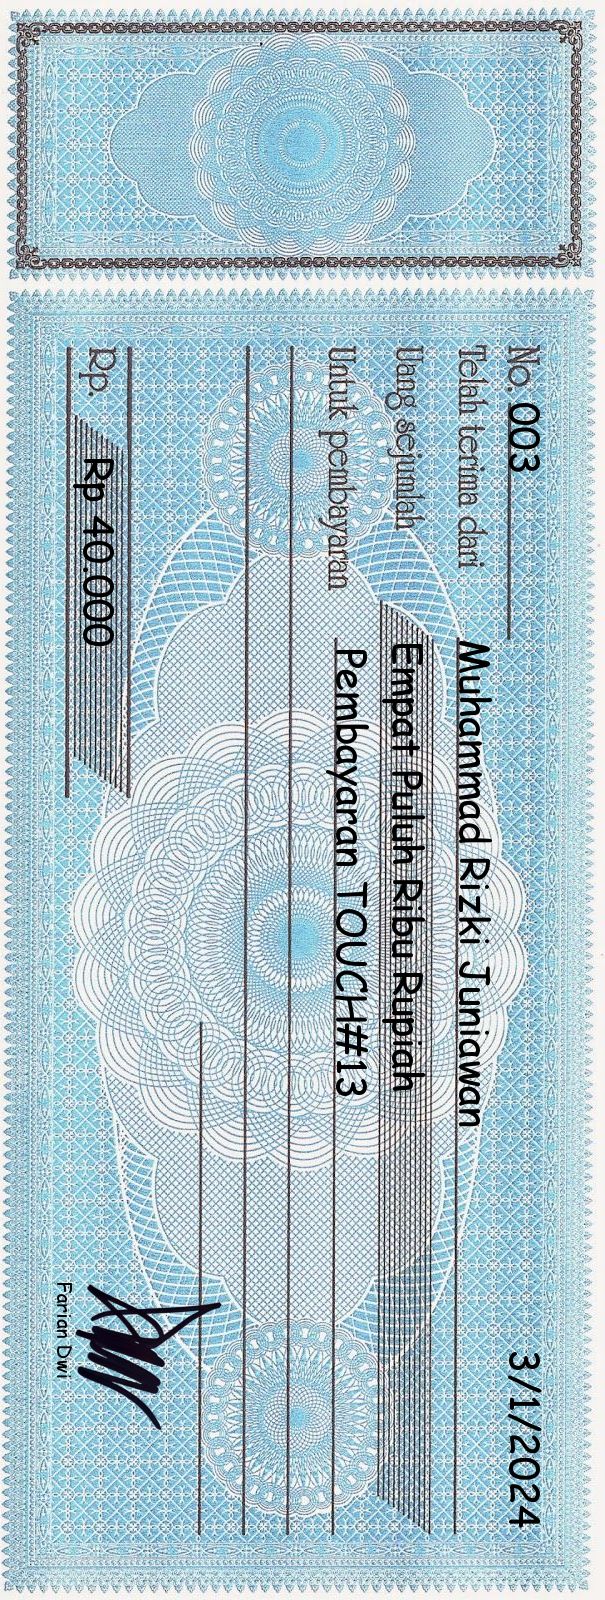 No. 003
3/1/2024
Telah terima dari Muhammad Rizki Juniawan
Uang sejumlah Empat Puluh Ribu Rupiah
Untuk pembayaran Pembayaran TOUCH#13
Rp. Rp 40.000
Farian Dwi